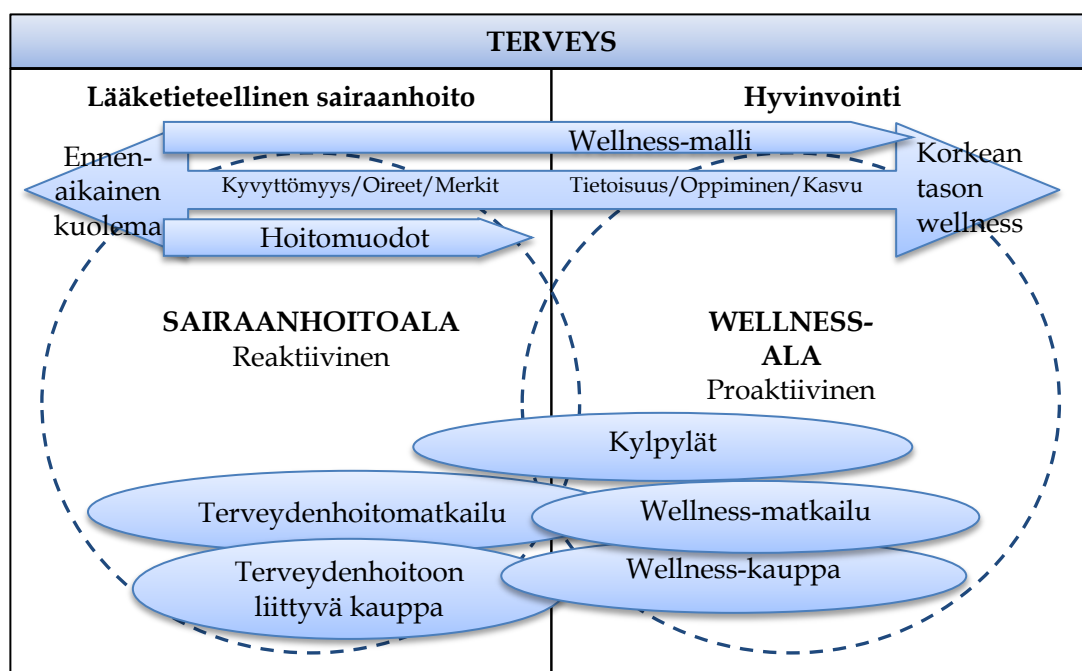 TERVEYS
Lääketieteellinen sairaanhoito
Hyvinvointi
Wellness-malli
Ennen-
aikainen
kuolema
Kyvyttömyys/Oireet/Merkit
Tietoisuus/Oppiminen/Kasvu
Korkean
tason
wellness
Hoitomuodot
SAIRAANHOITOALA
Reaktiivinen
WELLNESS-
ALA
Proaktiivinen
Kylpylät
Terveydenhoitomatkailu
Wellness-matkailu
Terveydenhoitoon
liittyvä kauppa
Wellness-kauppa